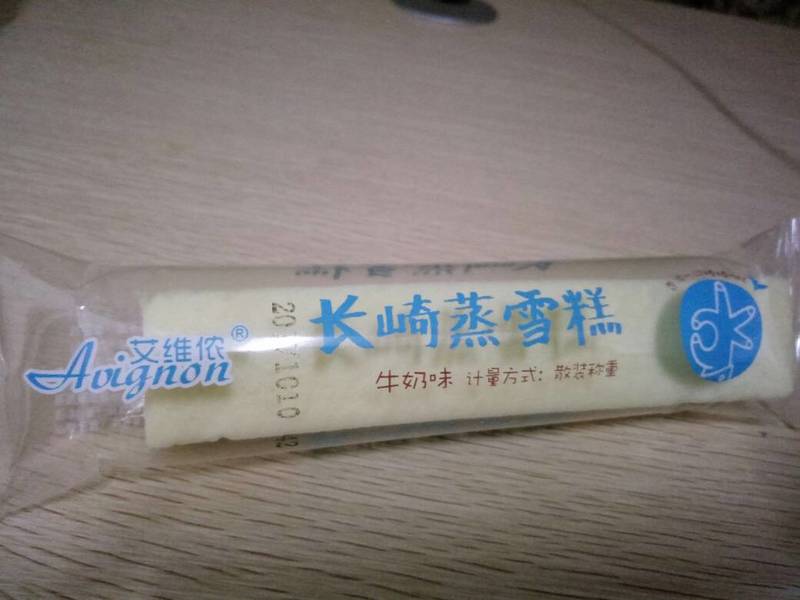 艾维侬®
Avignon
长崎蒸雪糕
牛奶味 计量方式：散装称重